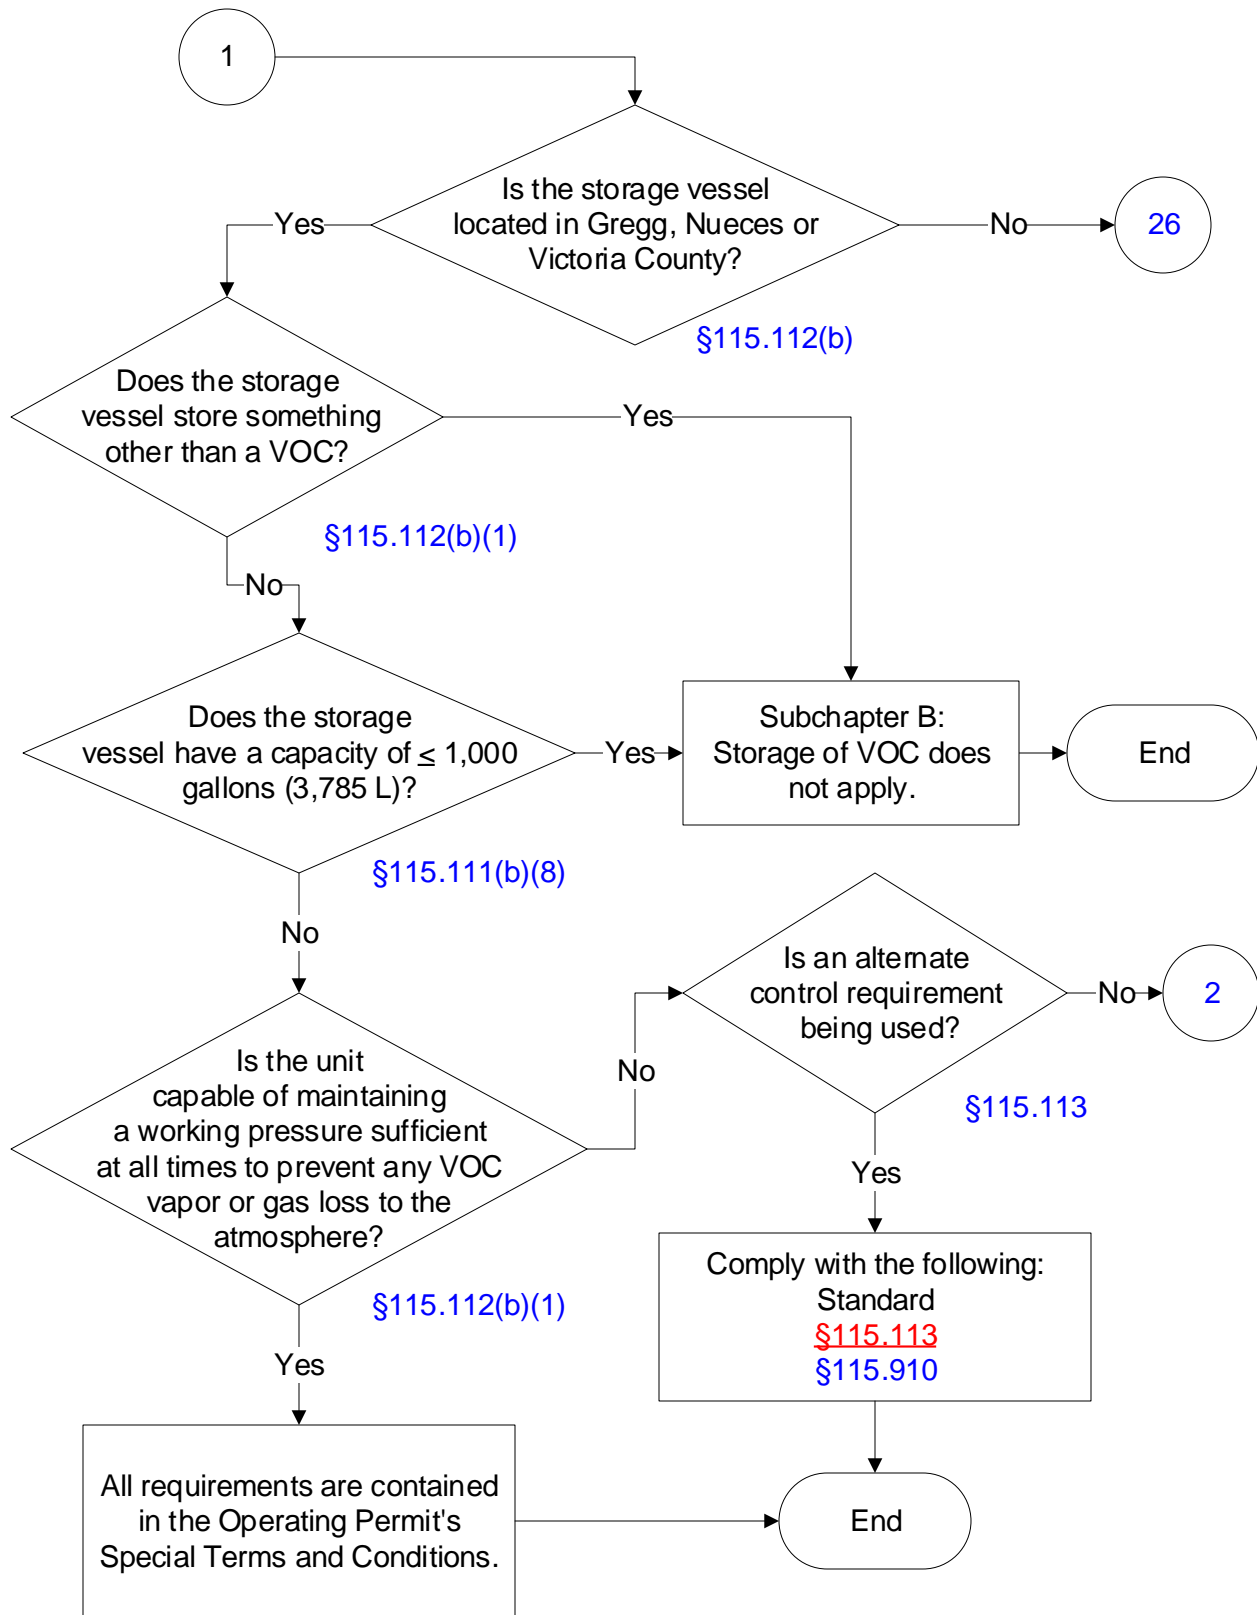 1
Is the storage vessel
located in Gregg, Nueces or
Victoria County?
Yes
No
26
§115.112(b)
Does the storage
vessel store something
other than a VOC?
Yes
§115.112(b)(1)
No
Does the storage
vessel have a capacity of ≤ 1,000
gallons (3,785 L)?
Yes
Subchapter B:
Storage of VOC does
not apply.
End
§115.111(b)(8)
No
Is an alternate
control requirement
being used?
No
2
§115.113
Is the unit
capable of maintaining
a working pressure sufficient
at all times to prevent any VOC
vapor or gas loss to the
atmosphere?
No
Yes
§115.112(b)(1)
Comply with the following:
Standard
§115.113
§115.910
Yes
All requirements are contained
in the Operating Permit's
Special Terms and Conditions.
End